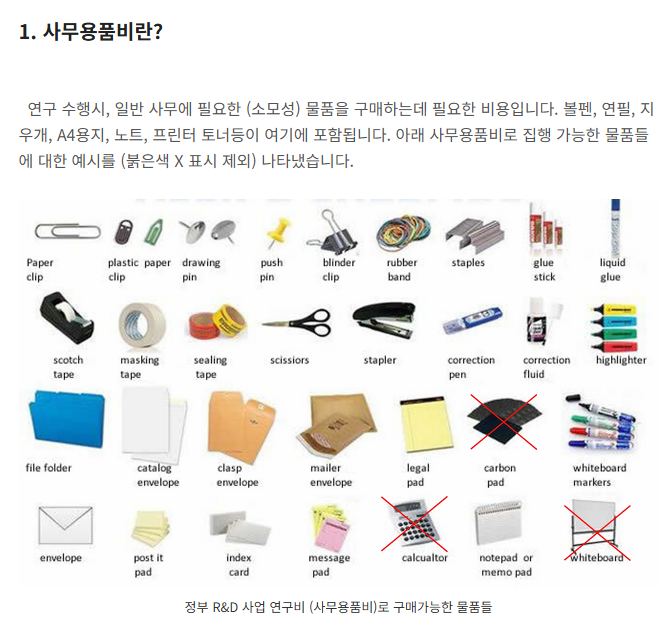 1. 사무용품비란?
연구 수행시, 일반 사무에 필요한 (소모성) 물품을 구매하는데 필요한 비용입니다. 볼펜, 연필, 지
우개, A4용지, 노트, 프린터 토너등이 여기에 포함됩니다. 아래 사무용품비로 집행 가능한 물품들
에 대한 예시를 (붉은색 X 표시 제외) 나타냈습니다.
Paper clip
plastic clip
paper
drawing pin
push pin
blinder clip
rubber band
staples
glue stick
liquid glue
scotch tape
masking tape
sealing tape
scissiors
stapler
correction pen
correction fluid
highlighter
file folder
catalog envelope
clasp envelope
mailer envelope
legal pad
carbon pad
whiteboard markers
envelope
post it pad
index card
message pad
calcualtor
notepad or memo pad
whiteboard
정부 R&D 사업 연구비 (사무용품비)로 구매가능한 물품들